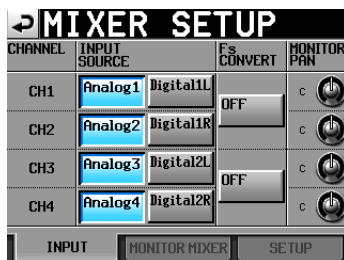 MIXER SETUP
CHANNEL INPUT SOURCE Fs CONVERT MONITOR PAN
CH1 Analog1 Digital1L OFF C
CH2 Analog2 Digital1R C
CH3 Analog3 Digital2L OFF C
CH4 Analog4 Digital2R C
INPUT MONITOR MIXER SETUP